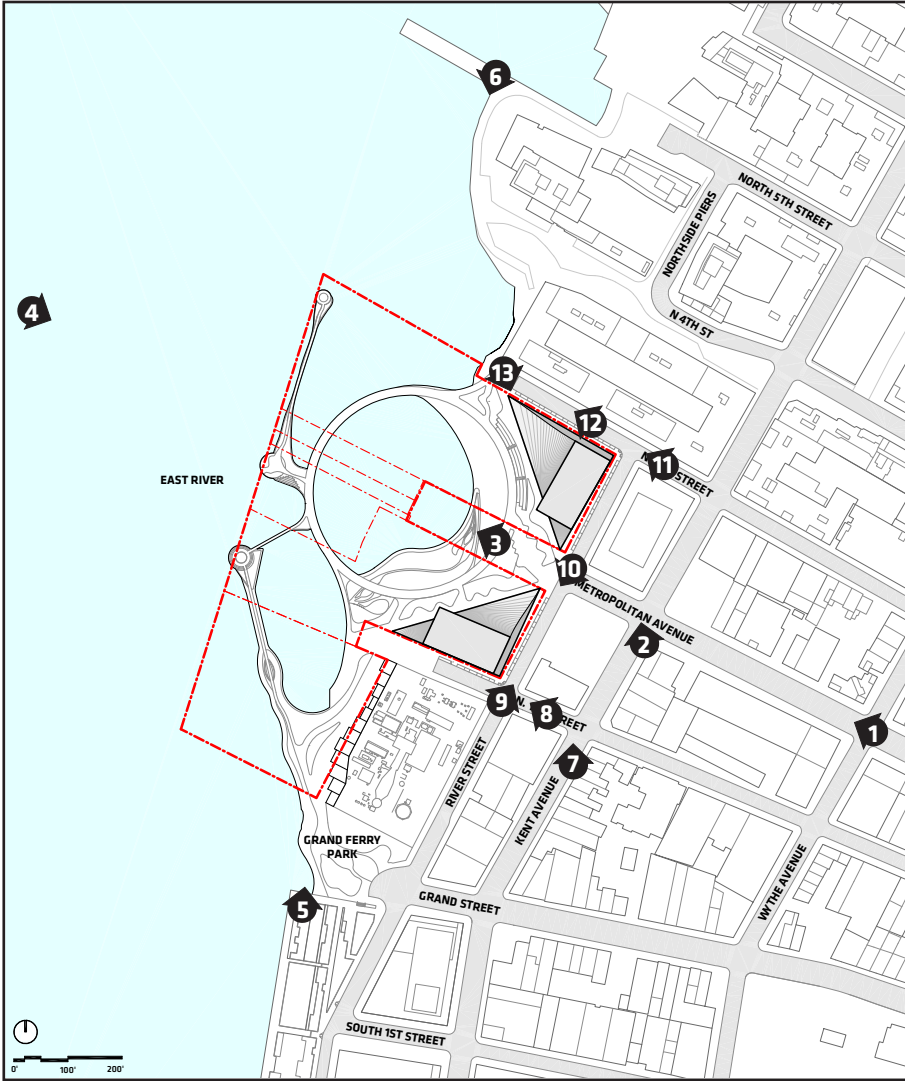 6
NORTH 5TH STREET
NORTHSIDE PIERS
4
N 4TH ST
13
12
11
STREET
EAST RIVER
3
10
METROPOLITAN AVENUE
2
9
N.
8
STREET
1
7
RIVER STREET
KENT AVENUE
GRAND FERRY
PARK
WYTHE AVENUE
5
GRAND STREET
SOUTH 1ST STREET
0'
100'
200'